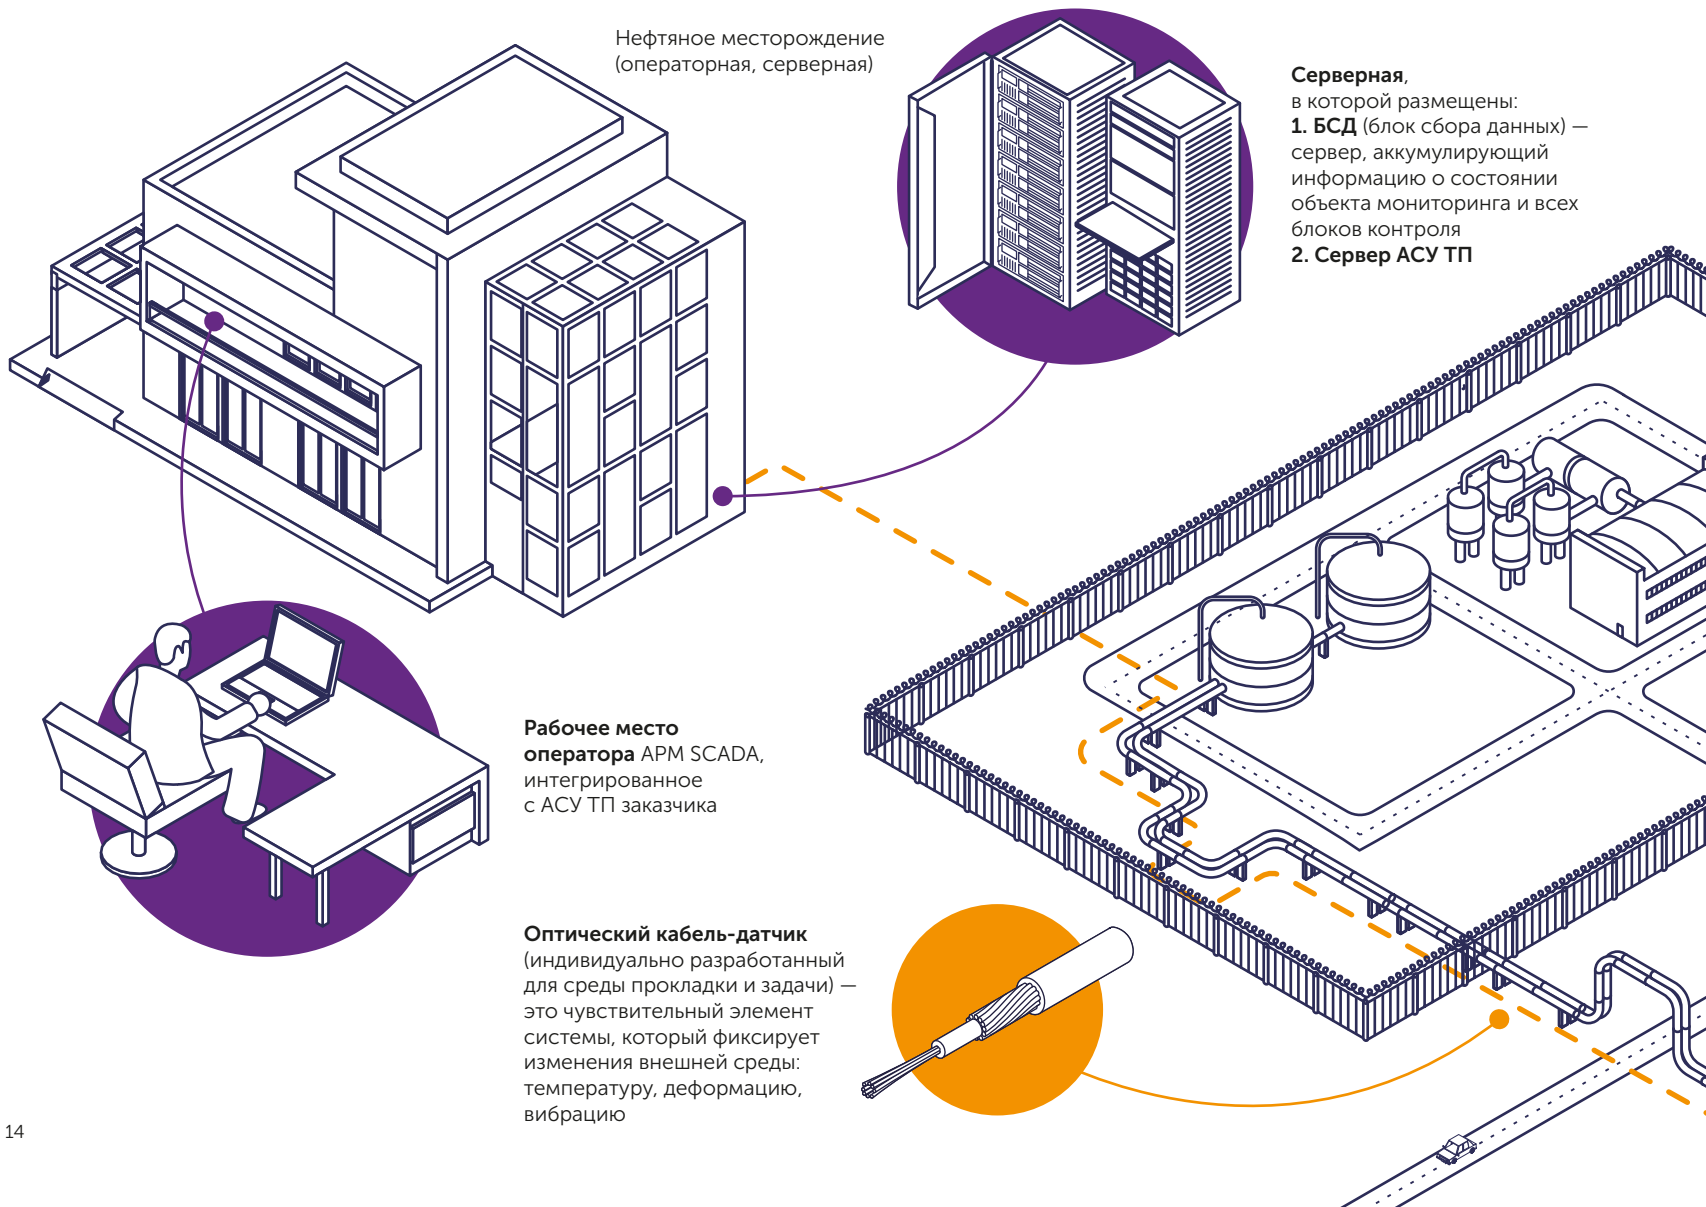 Нефтяное месторождение
(операторная, серверная)
Серверная,
в которой размещены:
1. БСД (блок сбора данных) —
сервер, аккумулирующий
информацию о состоянии
объекта мониторинга и всех
блоков контроля
2. Сервер АСУ ТП
Рабочее место
оператора АРМ SCADA,
интегрированное
с АСУ ТП заказчика
Оптический кабель-датчик
(индивидуально разработанный
для среды прокладки и задачи) —
это чувствительный элемент
системы, который фиксирует
изменения внешней среды:
температуру, деформацию,
вибрацию
14